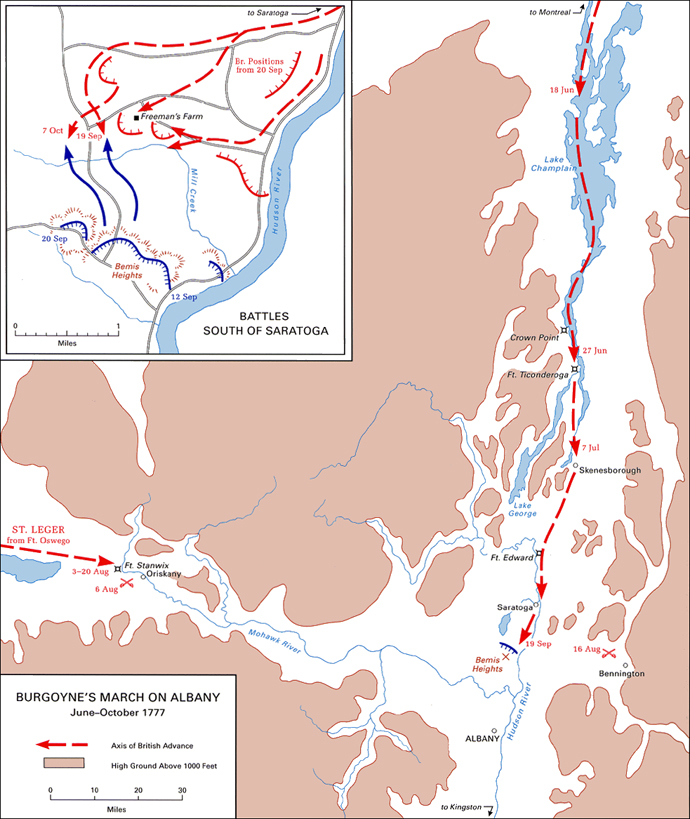 to Saratoga
Br. Positions
from 20 Sep
Freeman's Farm
7 Oct
19 Sep
Mill Creek
Hudson River
20 Sep
Bemis
Heights
12 Sep
BATTLES
SOUTH OF SARATOGA
0
1
Miles
to Montreal
18 Jun
Lake
Champlain
Crown Point
27 Jun
Ft. Ticonderoga
7 Jul
Skenesborough
Lake
George
ST. LEGER
from Ft. Oswego
Ft. Stanwix
3–20 Aug
Oriskany
6 Aug
Ft. Edward
Saratoga
Mohawk River
19 Sep
Bemis
Heights
16 Aug
Bennington
Hudson River
ALBANY
to Kingston
BURGOYNE'S MARCH ON ALBANY
June–October 1777
Axis of British Advance
High Ground Above 1000 Feet
0
10
20
30
Miles